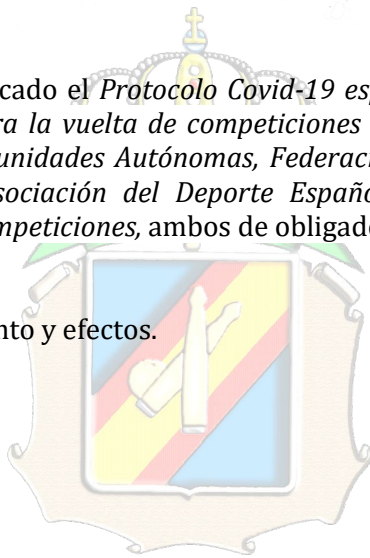 cado el Protocolo Covid-19 esp
ra la vuelta de competiciones
unidades Autónomas, Federaci
sociación del Deporte Españo
mpeticiones, ambos de obligado
nto y efectos.